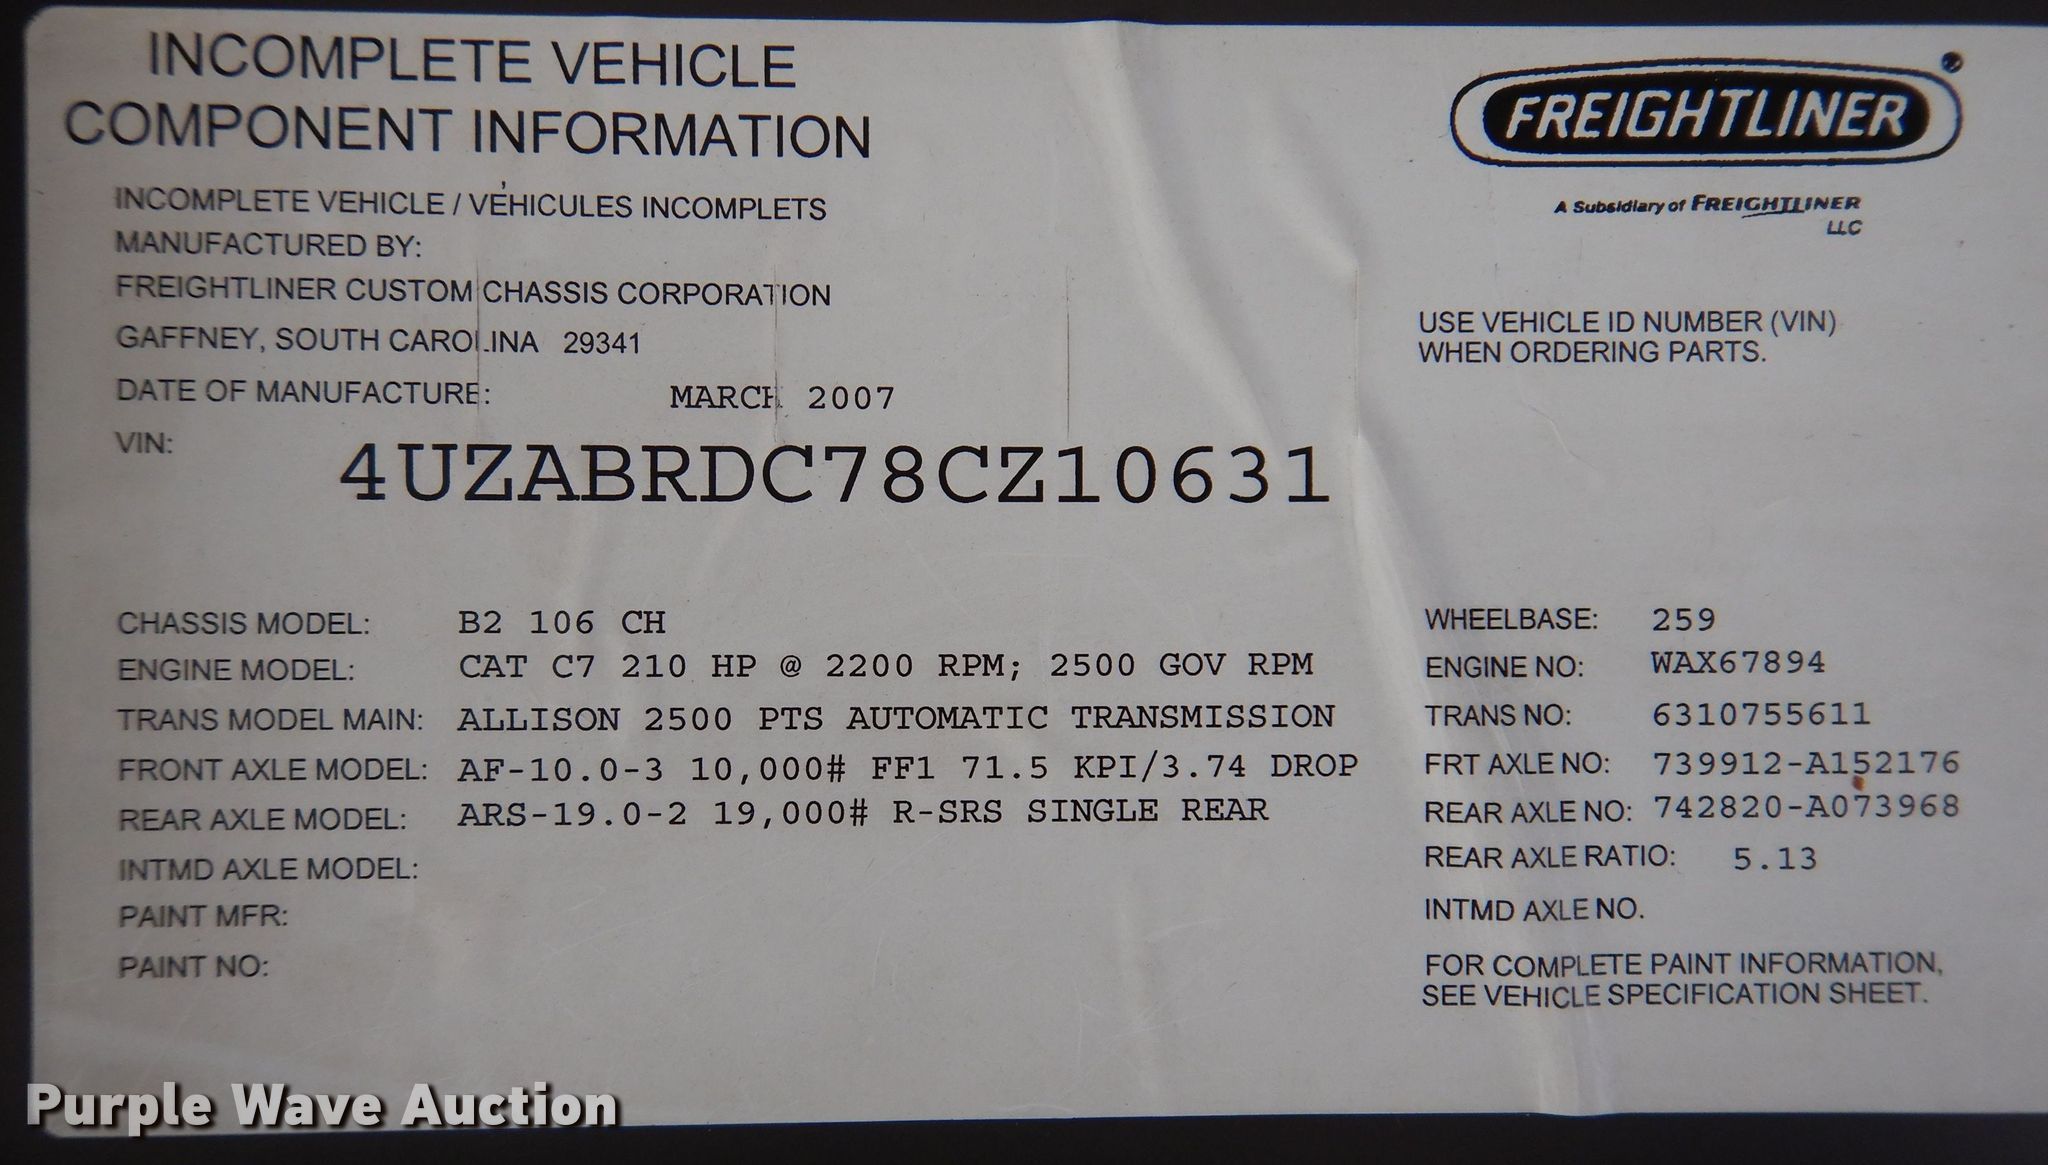 INCOMPLETE VEHICLE
COMPONENT INFORMATION
FREIGHTLINER
A Subsidiary of FREIGHTLINER
LLC
INCOMPLETE VEHICLE / VÉHICULES INCOMPLETS
MANUFACTURED BY:
FREIGHTLINER CUSTOM CHASSIS CORPORATION
GAFFNEY, SOUTH CAROLINA 29341
DATE OF MANUFACTURE: MARCH 2007
USE VEHICLE ID NUMBER (VIN)
WHEN ORDERING PARTS.
VIN: 4UZABRDC78CZ10631
CHASSIS MODEL: B2 106 CH
ENGINE MODEL: CAT C7 210 HP @ 2200 RPM; 2500 GOV RPM
TRANS MODEL MAIN: ALLISON 2500 PTS AUTOMATIC TRANSMISSION
FRONT AXLE MODEL: AF-10.0-3 10,000# FF1 71.5 KPI/3.74 DROP
REAR AXLE MODEL: ARS-19.0-2 19,000# R-SRS SINGLE REAR
INTMD AXLE MODEL:
PAINT MFR:
PAINT NO:
WHEELBASE: 259
ENGINE NO: WAX67894
TRANS NO: 6310755611
FRT AXLE NO: 739912-A152176
REAR AXLE NO: 742820-A073968
REAR AXLE RATIO: 5.13
INTMD AXLE NO.
FOR COMPLETE PAINT INFORMATION,
SEE VEHICLE SPECIFICATION SHEET.
Purple Wave Auction